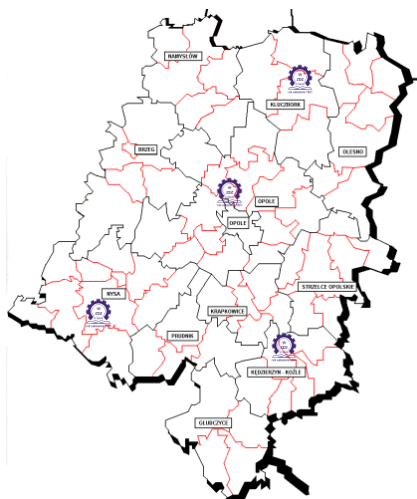 NAMYSŁÓW
KLUCZBORK
BRZEG
OLESNO
OPOLE
OPOLE
STRZELCE OPOLSKIE
NYSA
KRAPKOWICE
PRUDNIK
KĘDZIERZYN - KOŹLE
GŁUBCZYCE